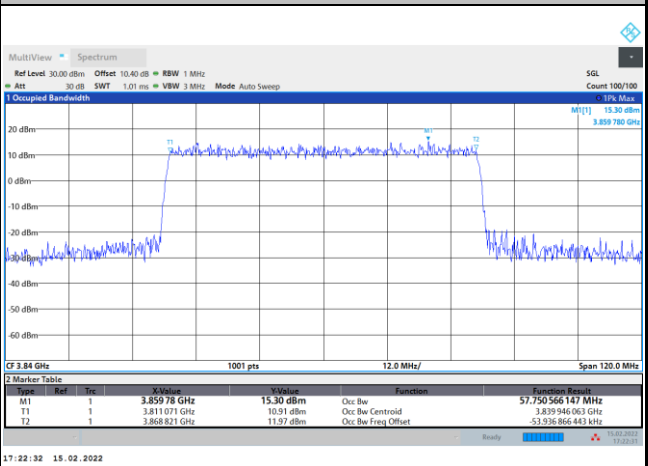 MultiView Spectrum
Ref Level 30.00 dBm Offset 10.40 dB RBW 1 MHz SGL
Att 30 dB SWT 1.01 ms VBW 3 MHz Mode Auto Sweep Count 100/100
1 Occupied Bandwidth 1Pk Max
M1[1] 15.30 dBm
3.859 780 GHz
20 dBm
M1
T1 T2
10 dBm
0 dBm
-10 dBm
-20 dBm
-30 dBm
-40 dBm
-50 dBm
-60 dBm
CF 3.84 GHz 1001 pts 12.0 MHz/ Span 120.0 MHz
2 Marker Table
Type Ref Trc X-Value Y-Value Function Function Result
M1 1 3.85978 GHz 15.30 dBm Occ Bw 57.750 566 147 MHz
T1 1 3.811 071 GHz 10.91 dBm Occ Bw Centroid 3.839 946 063 GHz
T2 1 3.868 821 GHz 11.97 dBm Occ Bw Freq Offset -53.936 866 443 kHz
Ready 15.02.2022
17:22:31
17:22:32 15.02.2022